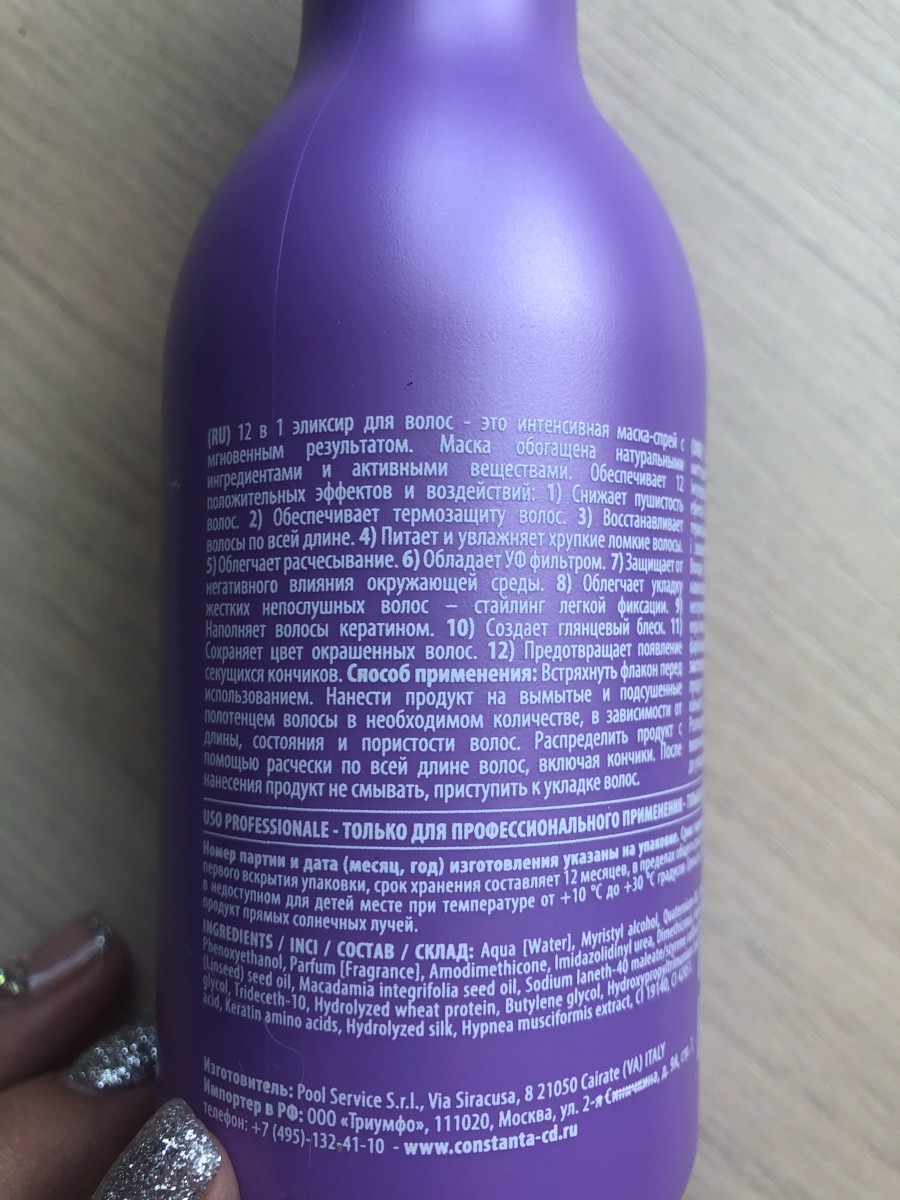 (RU) 12 в 1 эликсир для волос - это интенсивная маска-спрей с
мгновенным результатом. Маска обогащена натуральными
ингредиентами и активными веществами. Обеспечивает 12
положительных эффектов и воздействий: 1) Снижает пушистость
волос. 2) Обеспечивает термозащиту волос. 3) Восстанавливает
волосы по всей длине. 4) Питает и увлажняет хрупкие ломкие волосы.
5) Облегчает расчесывание. 6) Обладает УФ фильтром. 7) Защищает от
негативного влияния окружающей среды. 8) Облегчает укладку
жестких непослушных волос – стайлинг легкой фиксации. 9)
Наполняет волосы кератином. 10) Создает глянцевый блеск. 11)
Сохраняет цвет окрашенных волос. 12) Предотвращает появление
секущихся кончиков. Способ применения: Встряхнуть флакон перед
использованием. Нанести продукт на вымытые и подсушенные
полотенцем волосы в необходимом количестве, в зависимости от
длины, состояния и пористости волос. Распределить продукт с
помощью расчески по всей длине волос, включая кончики. После
нанесения продукт не смывать, приступить к укладке волос.
USO PROFESSIONALE - ТОЛЬКО ДЛЯ ПРОФЕССИОНАЛЬНОГО ПРИМЕНЕНИЯ -
Номер партии и дата (месяц, год) изготовления указаны на упаковке. Срок
первого вскрытия упаковки, срок хранения составляет 12 месяцев, в пределах общего
в недоступном для детей месте при температуре от +10 °C до +30 °C градусов.
продукт прямых солнечных лучей.
INGREDIENTS / INCI / СОСТАВ / СКЛАД: Aqua [Water], Myristyl alcohol,
Phenoxyethanol, Parfum [Fragrance], Amodimethicone, Imidazolidinyl urea, Dimethicone,
(Linseed) seed oil, Macadamia integrifolia seed oil, Sodium laneth-40 maleate/styrene
glycol, Trideceth-10, Hydrolyzed wheat protein, Butylene glycol,
acid, Keratin amino acids, Hydrolyzed silk, Hypnea musciformis extract, CI 19140,
Изготовитель: Pool Service S.r.l., Via Siracusa, 8 21050 Cairate (VA) ITALY
Импортер в РФ: ООО «Триумфо», 111020, Москва, ул. 2-я Синичкина, д. 9А, стр.
телефон: +7 (495)-132-41-10 - www.constanta-cd.ru